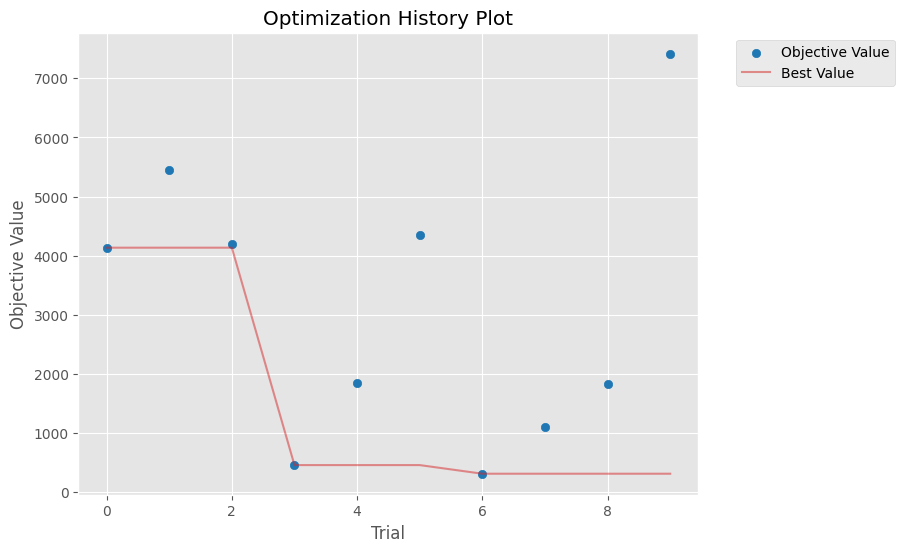 Optimization History Plot
Objective Value
Best Value
7000
6000
5000
4000
3000
2000
1000
0
Objective Value
0 2 4 6 8
Trial